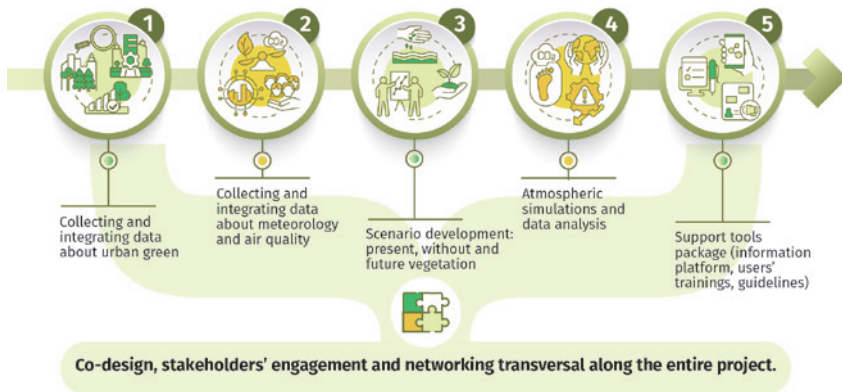 1
2
3
4
5
CO₂
CO₂
Collecting and
integrating data
about urban green
Collecting and
integrating data
about meteorology
and air quality
Scenario development:
present, without and
future vegetation
Atmospheric
simulations and
data analysis
Support tools
package (information
platform, users'
trainings, guidelines)
Co-design, stakeholders' engagement and networking transversal along the entire project.